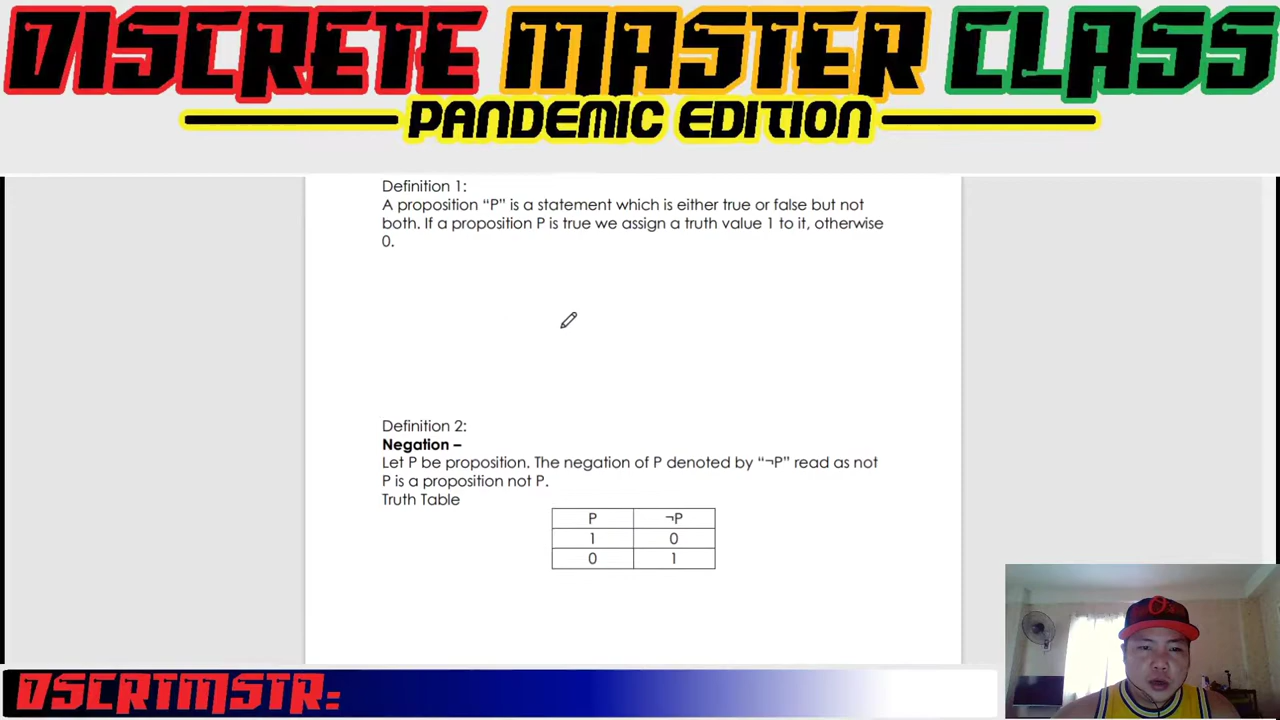 DISCRETE MASTER CLASS
PANDEMIC EDITION
Definition 1:
A proposition “P” is a statement which is either true or false but not
both. If a proposition P is true we assign a truth value 1 to it, otherwise
0.
Definition 2:
Negation –
Let P be proposition. The negation of P denoted by “¬P” read as not
P is a proposition not P.
Truth Table
P ¬P
1 0
0 1
DSCRTMSTR: